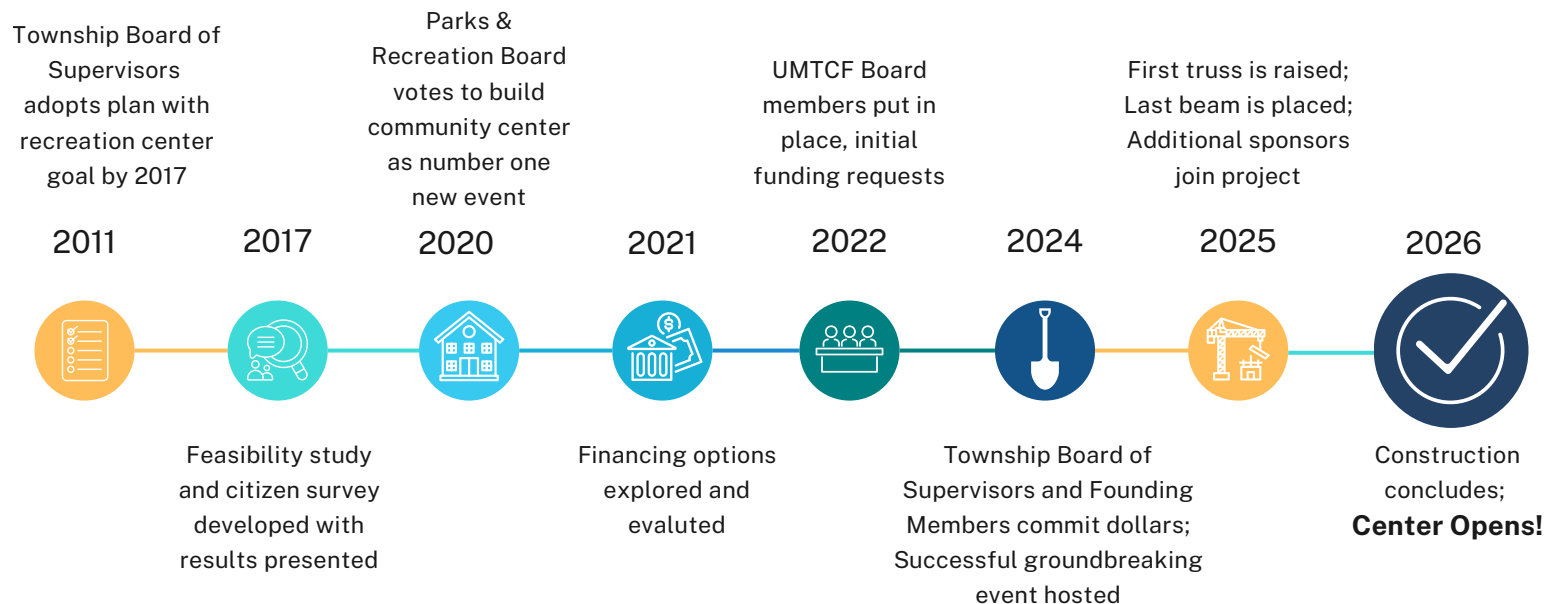 Township Board of
Supervisors
adopts plan with
recreation center
goal by 2017
2011
2017
Feasibility study
and citizen survey
developed with
results presented
Parks &
Recreation Board
votes to build
community center
as number one
new event
2020
2021
$
Financing options
explored and
evaluted
UMTCF Board
members put in
place, initial
funding requests
2022
2024
Township Board of
Supervisors and Founding
Members commit dollars;
Successful groundbreaking
event hosted
First truss is raised;
Last beam is placed;
Additional sponsors
join project
2025
2026
Construction
concludes;
Center Opens!